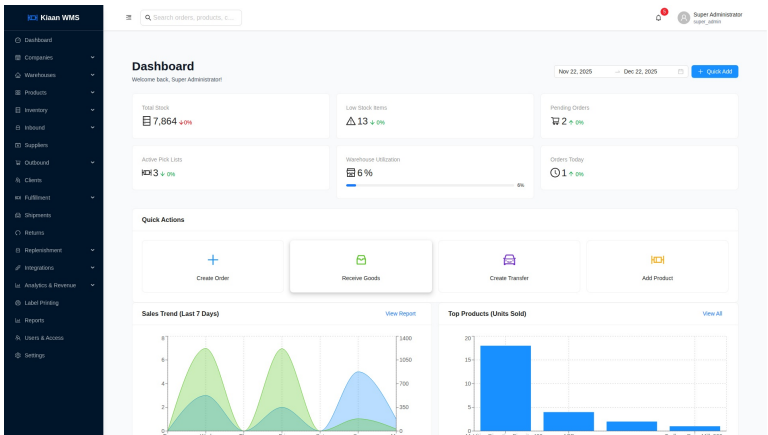 Kiaan WMS
Search orders, products, s...
5
Super Administrator
super_admin
Dashboard
Companies
Warehouses
Products
Inventory
Inbound
Suppliers
Outbound
Clients
Fulfillment
Shipments
Returns
Replenishment
Integrations
Analytics & Revenue
Label Printing
Reports
Users & Access
Settings
Dashboard
Welcome back, Super Administrator!
Nov 22, 2025 → Dec 22, 2025
+ Quick Add
Total Stock
7,864 ↓0%
Low Stock Items
13 ↓ 0%
Pending Orders
2 ↑ 0%
Active Pick Lists
3 ↓ 0%
Warehouse Utilization
6 %
6%
Orders Today
1 ↑ 0%
Quick Actions
Create Order
Receive Goods
Create Transfer
Add Product
Sales Trend (Last 7 Days)
View Report
8
6
4
2
0
1400
1050
700
350
0
Top Products (Units Sold)
View All
20
15
10
5